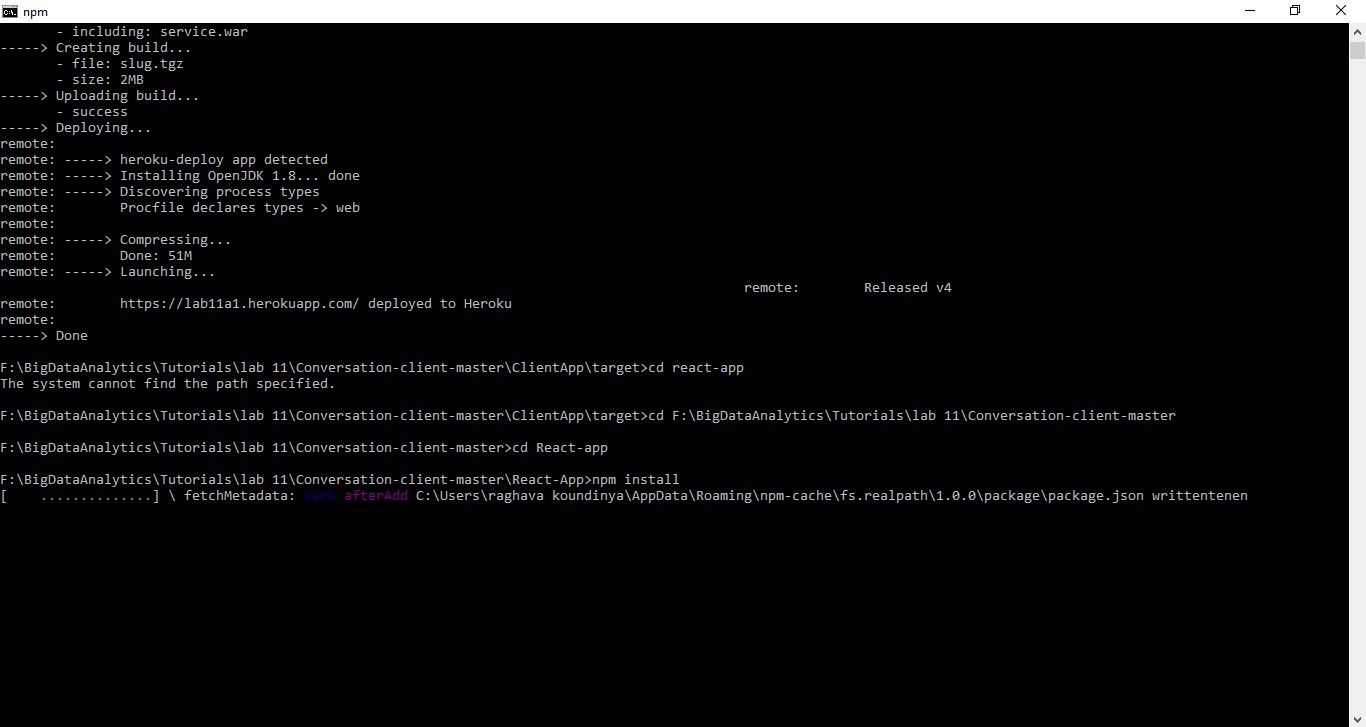 npm
- including: service.war
-----> Creating build...
- file: slug.tgz
- size: 2MB
-----> Uploading build...
- success
-----> Deploying...
remote:
remote: -----> heroku-deploy app detected
remote: -----> Installing OpenJDK 1.8... done
remote: -----> Discovering process types
remote:        Procfile declares types -> web
remote:
remote: -----> Compressing...
remote:        Done: 51M
remote: -----> Launching...
remote:        Released v4
remote:        https://lab11a1.herokuapp.com/ deployed to Heroku
remote:
-----> Done
F:\BigDataAnalytics\Tutorials\lab 11\Conversation-client-master\ClientApp\target>cd react-app
The system cannot find the path specified.
F:\BigDataAnalytics\Tutorials\lab 11\Conversation-client-master\ClientApp\target>cd F:\BigDataAnalytics\Tutorials\lab 11\Conversation-client-master
F:\BigDataAnalytics\Tutorials\lab 11\Conversation-client-master>cd React-app
F:\BigDataAnalytics\Tutorials\lab 11\Conversation-client-master\React-App>npm install
[    ..............] \ fetchMetadata: verb afterAdd C:\Users\raghava koundinya\AppData\Roaming\npm-cache\fs.realpath\1.0.0\package\package.json writtentenen